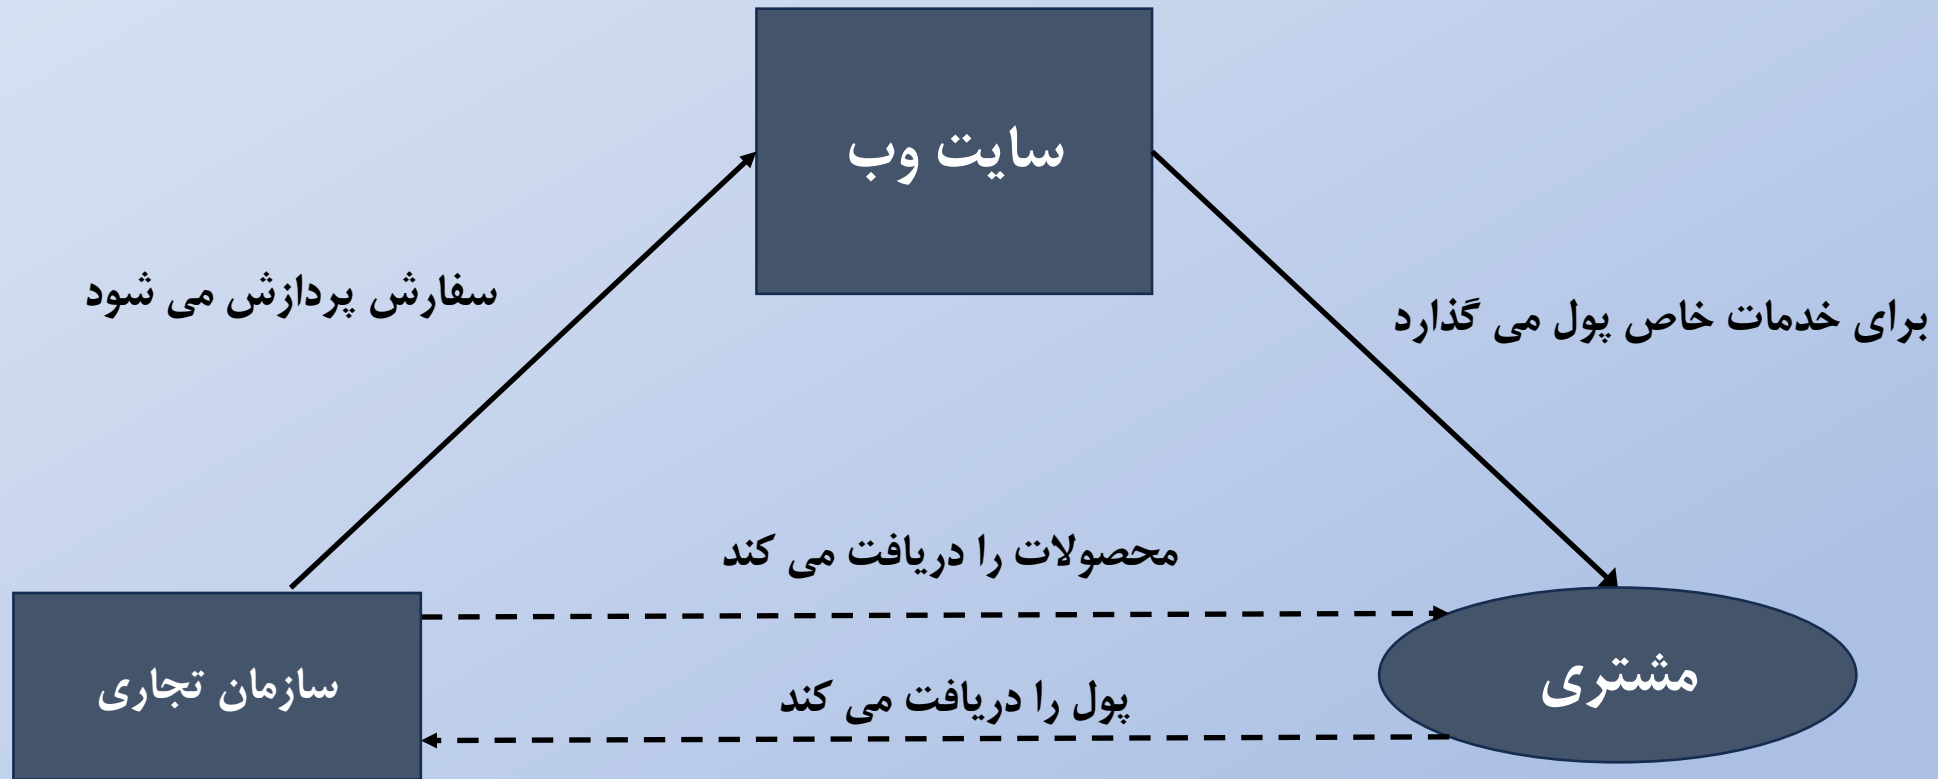 سایت وب
سفارش پردازش می شود
برای خدمات خاص پول می گذارد
محصولات را دریافت می کند
سازمان تجاری
مشتری
پول را دریافت می کند